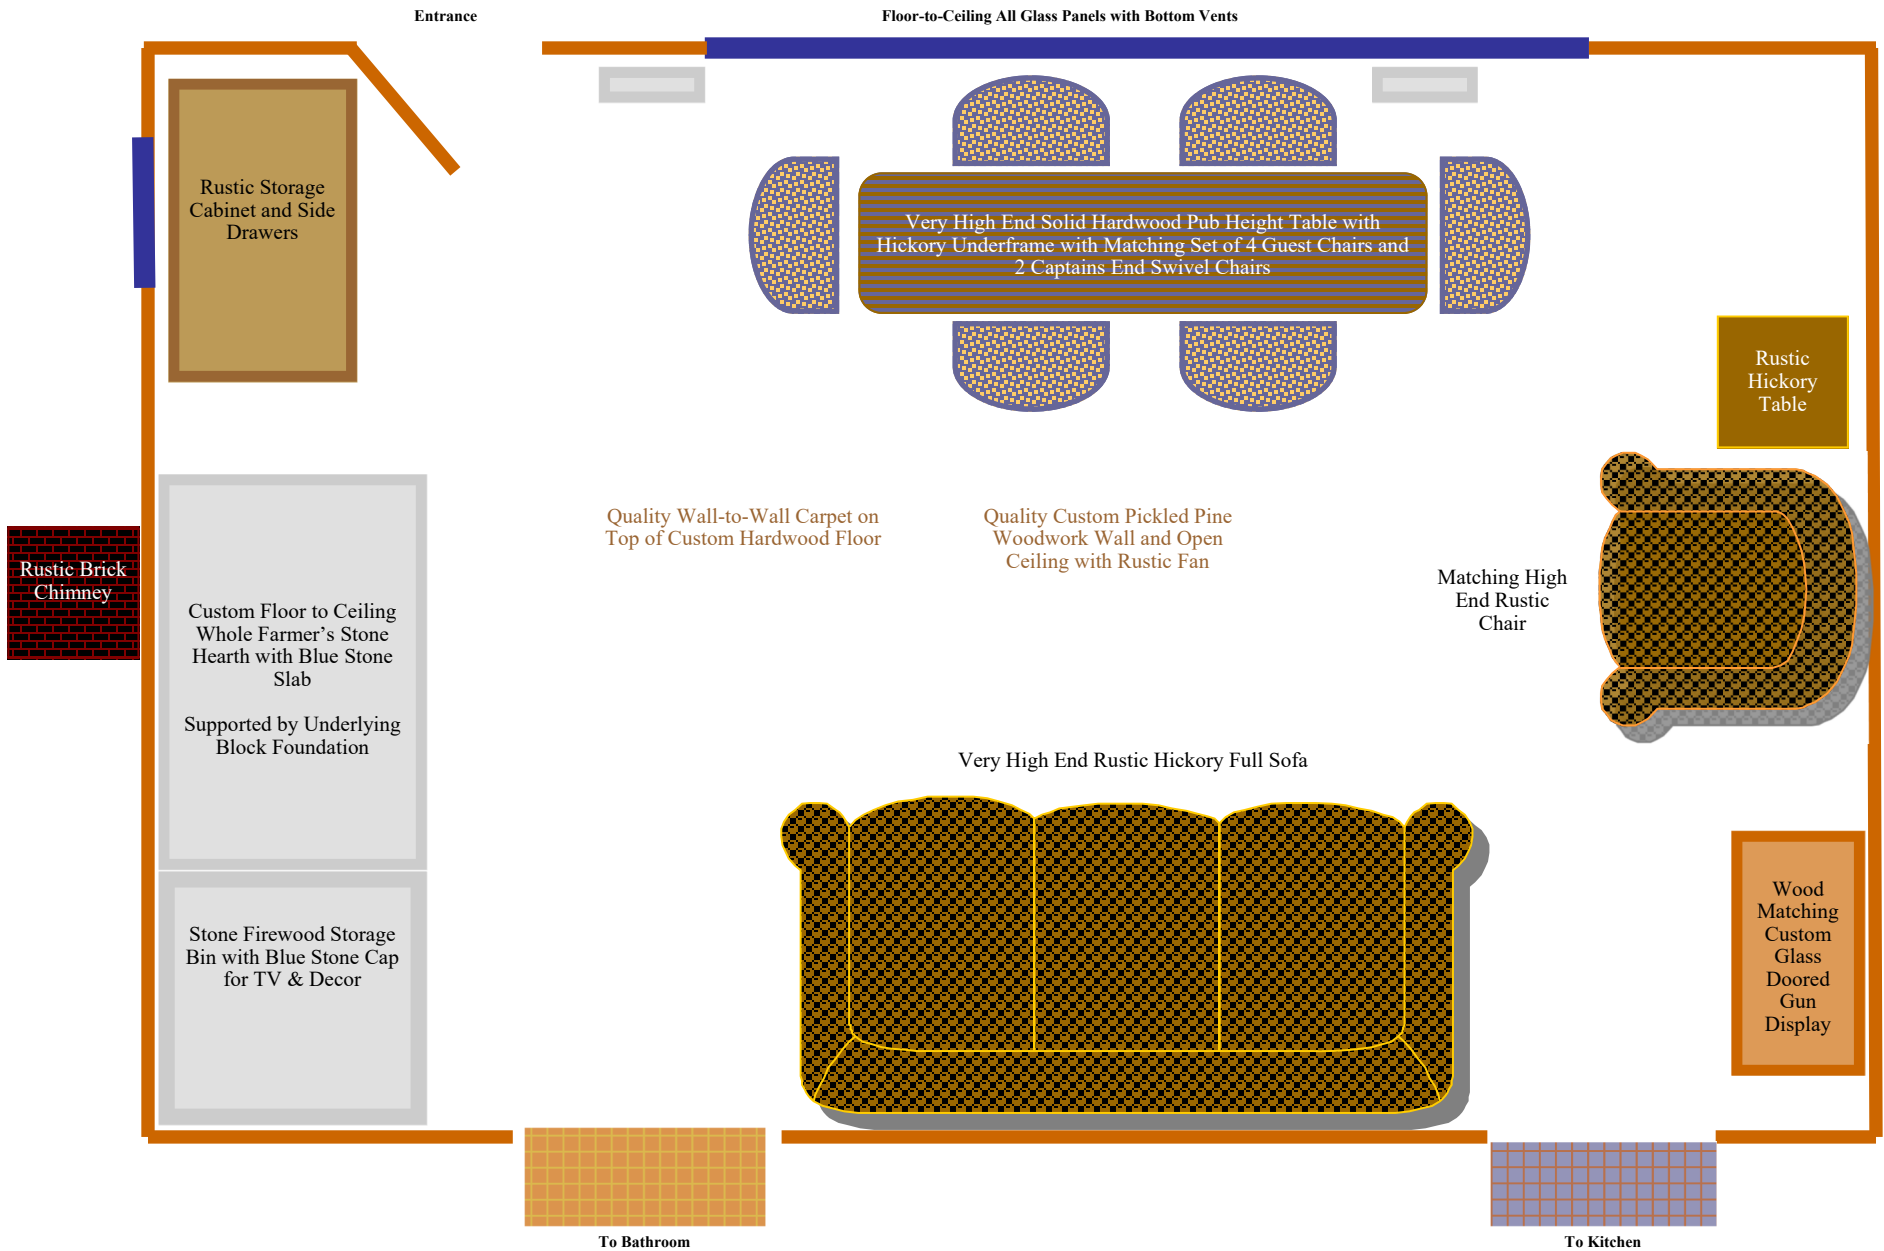 Entrance
Floor-to-Ceiling All Glass Panels with Bottom Vents
Rustic Storage
Cabinet and Side
Drawers
Very High End Solid Hardwood Pub Height Table with
Hickory Underframe with Matching Set of 4 Guest Chairs and
2 Captains End Swivel Chairs
Rustic
Hickory
Table
Quality Wall-to-Wall Carpet on
Top of Custom Hardwood Floor
Quality Custom Pickled Pine
Woodwork Wall and Open
Ceiling with Rustic Fan
Rustic Brick
Chimney
Matching High
End Rustic
Chair
Custom Floor to Ceiling
Whole Farmer’s Stone
Hearth with Blue Stone
Slab
Supported by Underlying
Block Foundation
Very High End Rustic Hickory Full Sofa
Stone Firewood Storage
Bin with Blue Stone Cap
for TV & Decor
Wood
Matching
Custom
Glass
Doored
Gun
Display
To Bathroom
To Kitchen